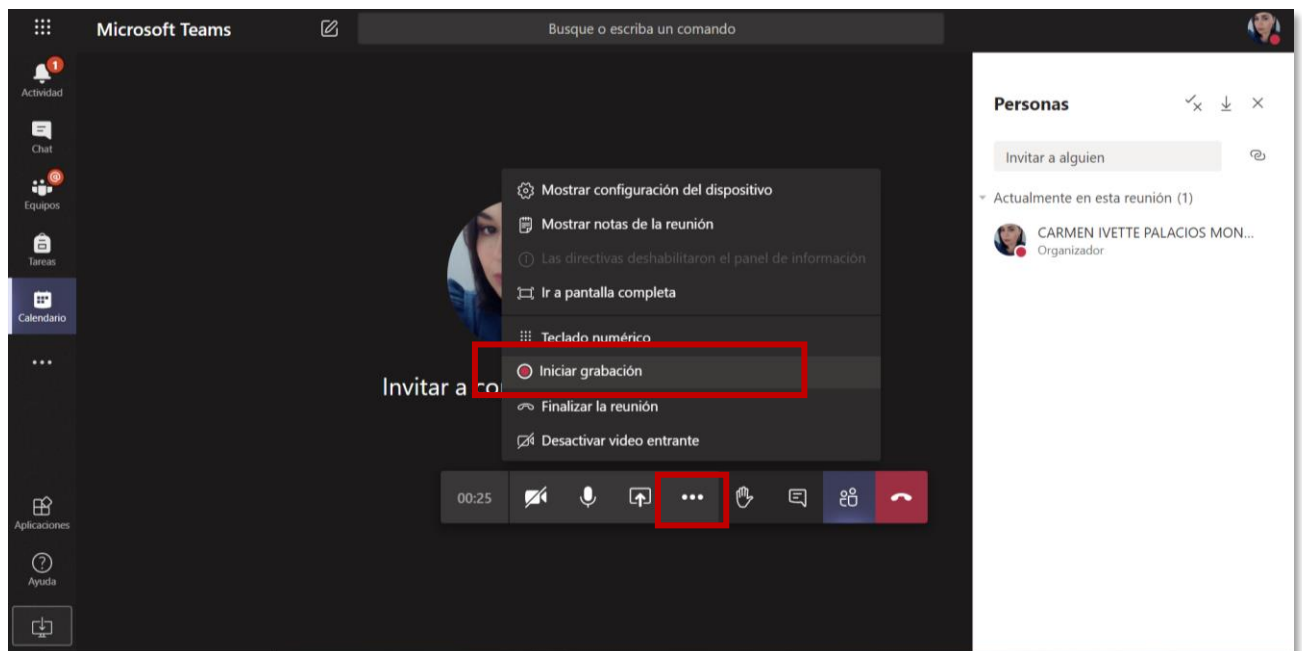 Microsoft Teams
Busque o escriba un comando
1
Actividad
Chat
Equipos
Tareas
Calendario
Aplicaciones
Ayuda
Mostrar configuración del dispositivo
Mostrar notas de la reunión
Las directivas deshabilitaron el panel de información
Ir a pantalla completa
Teclado numérico
Iniciar grabación
Finalizar la reunión
Desactivar video entrante
Invitar a co
00:25
Personas
Invitar a alguien
Actualmente en esta reunión (1)
CARMEN IVETTE PALACIOS MON...
Organizador